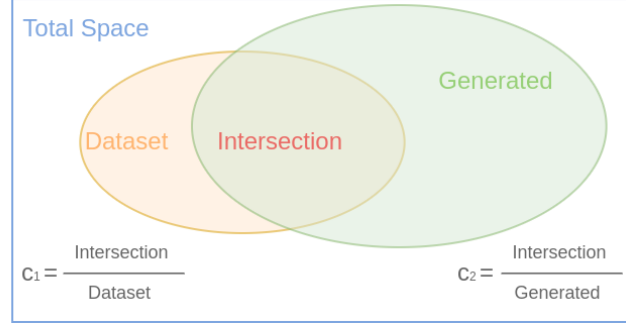 Total Space
Generated
Dataset
Intersection
c₁ = Intersection / Dataset
c₂ = Intersection / Generated